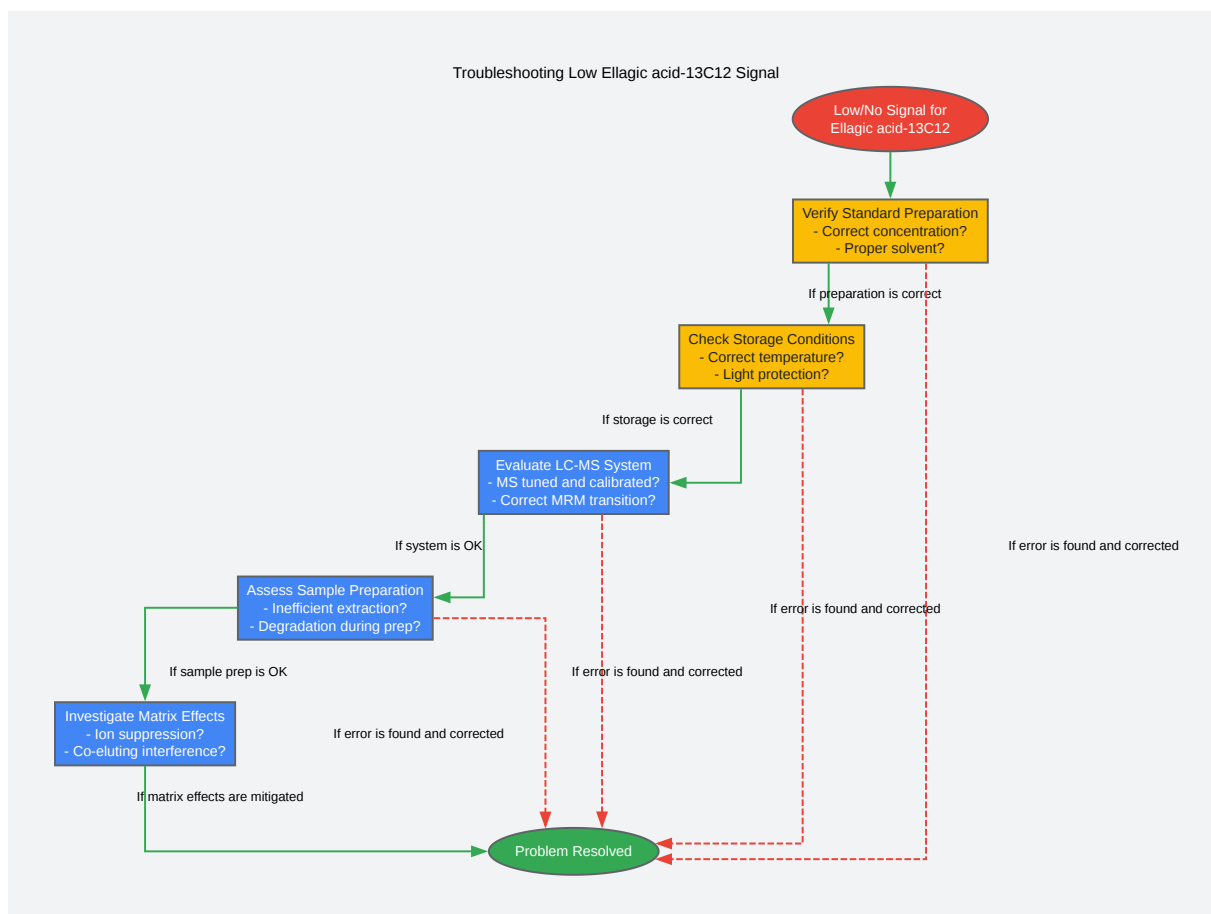 Troubleshooting Low Ellagic acid-13C12 Signal
Low/No Signal for
Ellagic acid-13C12
Verify Standard Preparation
- Correct concentration?
- Proper solvent?
If preparation is correct
Check Storage Conditions
- Correct temperature?
- Light protection?
If storage is correct
Evaluate LC-MS System
- MS tuned and calibrated?
- Correct MRM transition?
If system is OK
If error is found and corrected
Assess Sample Preparation
- Inefficient extraction?
- Degradation during prep?
If error is found and corrected
If sample prep is OK
If error is found and corrected
Investigate Matrix Effects
- Ion suppression?
- Co-eluting interference?
If error is found and corrected
If matrix effects are mitigated
Problem Resolved